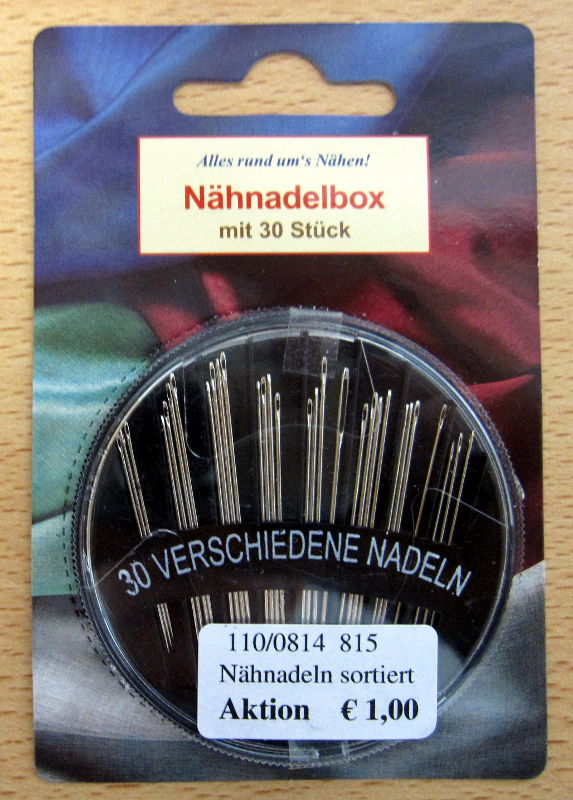 Alles rund um's Nähen!
Nähnadelbox
mit 30 Stück
30 VERSCHIEDENE NADELN
110/0814 815
Nähnadeln sortiert
Aktion € 1,00